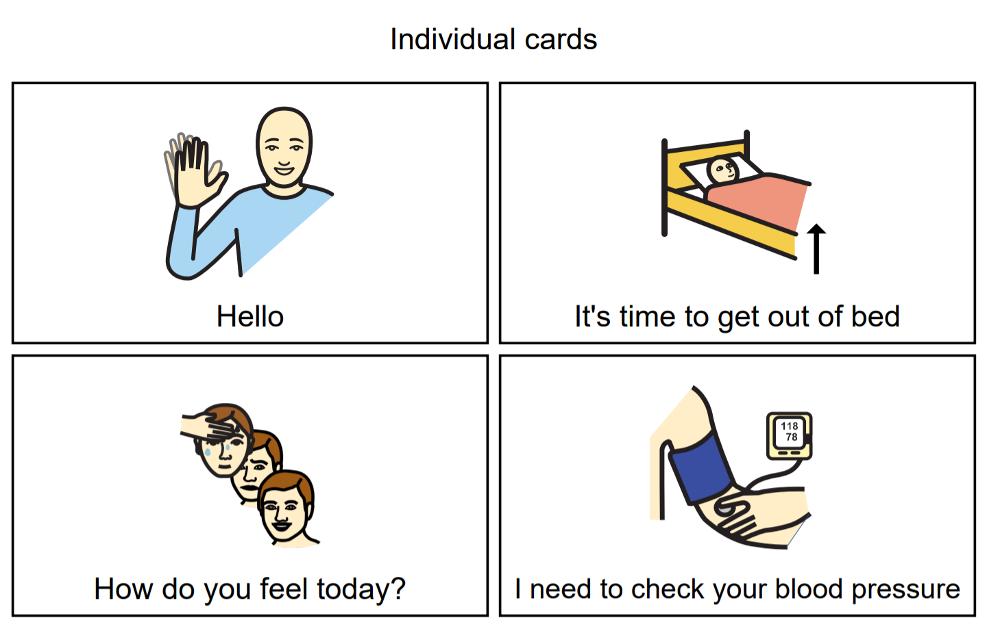 Individual cards
Hello
It's time to get out of bed
118
78
How do you feel today?
I need to check your blood pressure